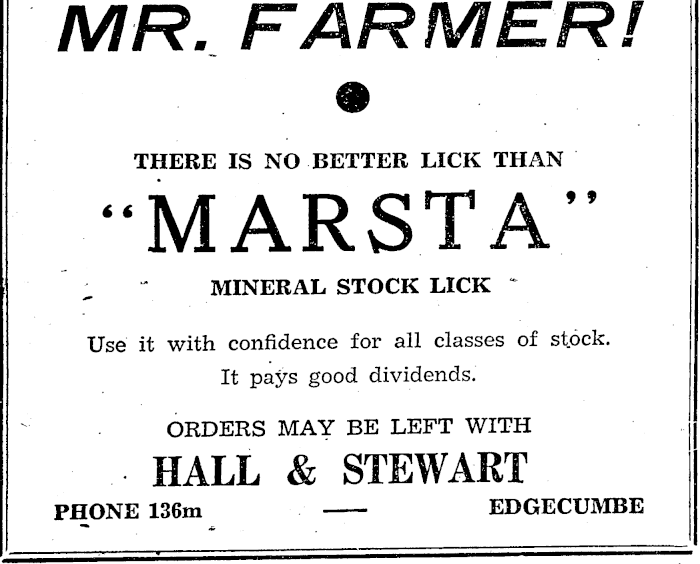 MR. FARMER!
THERE IS NO BETTER LICK THAN
“MARSTA”
MINERAL STOCK LICK
Use it with confidence for all classes of stock.
It pays good dividends.
ORDERS MAY BE LEFT WITH
HALL & STEWART
PHONE 136m — EDGECUMBE